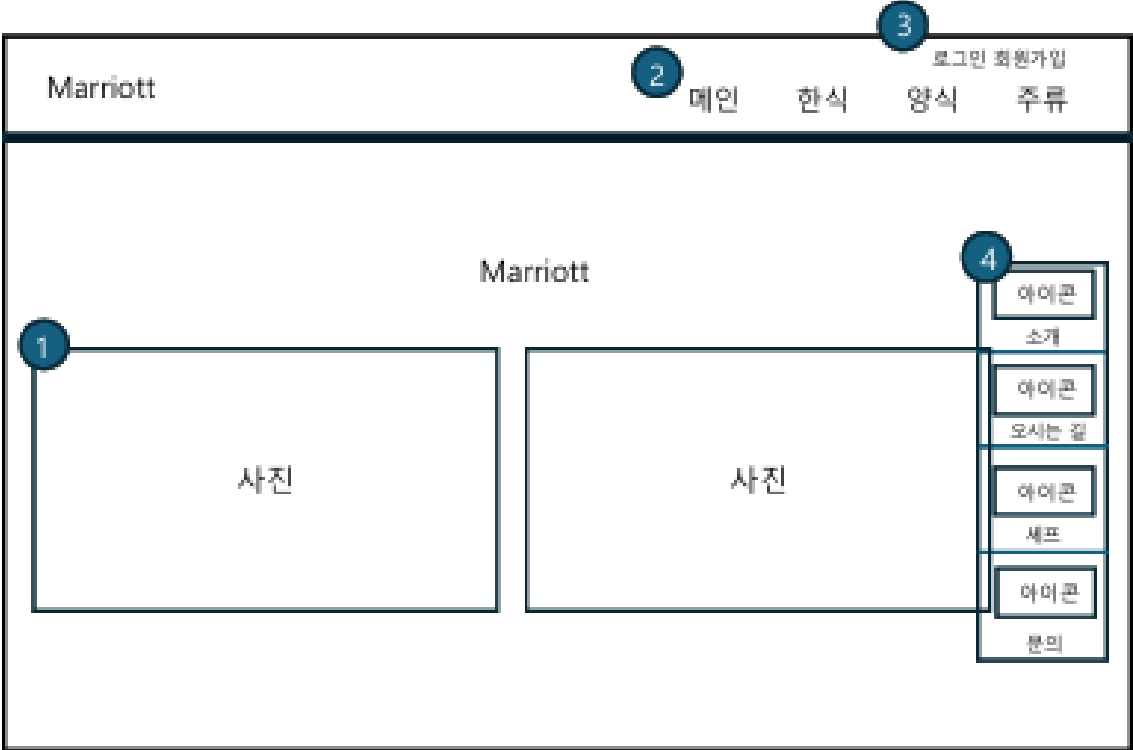 3
로그인 회원가입
Marriott
2
메인 한식 양식 주류
Marriott
4
아이콘
소개
1
사진
사진
아이콘
오시는 길
아이콘
셰프
아이콘
문의